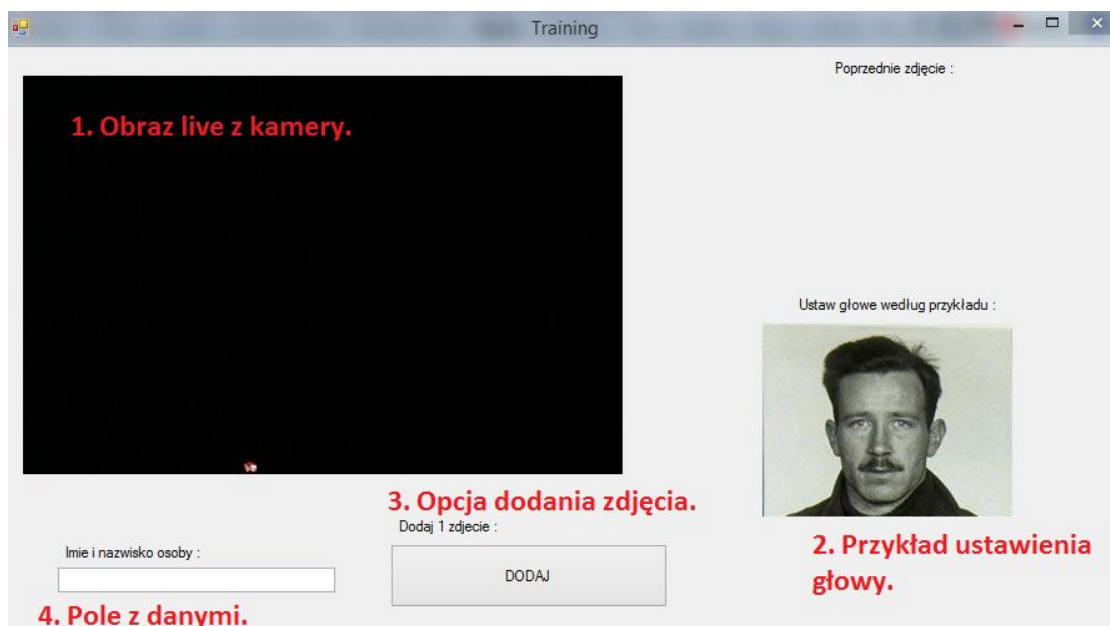 Training
Poprzednie zdjęcie :
1. Obraz live z kamery.
Ustaw głowe według przykładu :
3. Opcja dodania zdjęcia.
Dodaj 1 zdjecie :
2. Przykład ustawienia
głowy.
Imie i nazwisko osoby :
DODAJ
4. Pole z danymi.